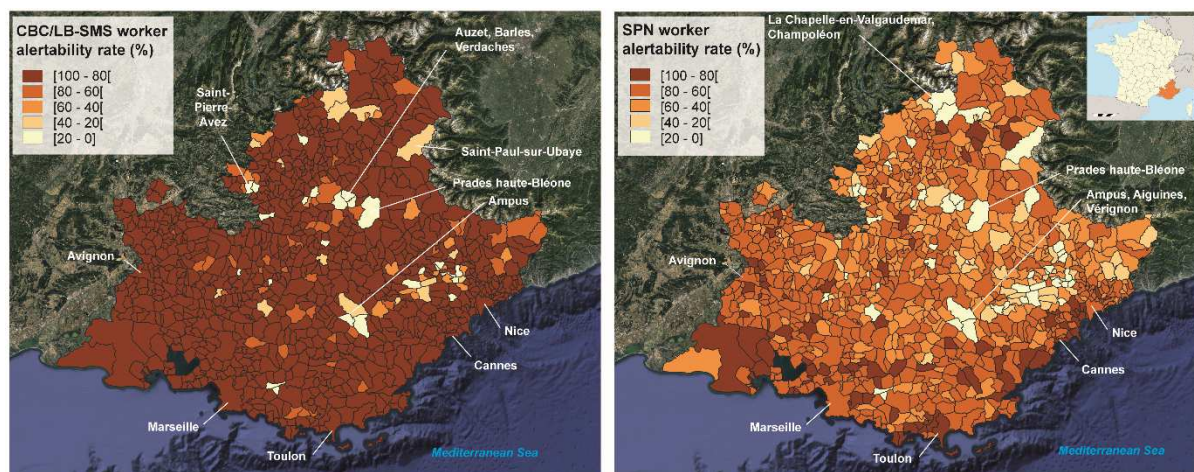 CBC/LB-SMS worker
alertability rate (%)
[100 - 80[
[80 - 60[
[60 - 40[
[40 - 20[
[20 - 0]
Auzet, Barles,
Verdaches
Saint-
Pierre-
Avez
Saint-Paul-sur-Ubaye
Prades haute-Bléone
Ampus
Avignon
Nice
Cannes
Marseille
Toulon
Mediterranean Sea
SPN worker
alertability rate (%)
[100 - 80[
[80 - 60[
[60 - 40[
[40 - 20[
[20 - 0]
La Chapelle-en-Valgaudemar,
Champoléon
Prades haute-Bléone
Ampus, Aiguines,
Vérignon
Avignon
Nice
Cannes
Marseille
Toulon
Mediterranean Sea